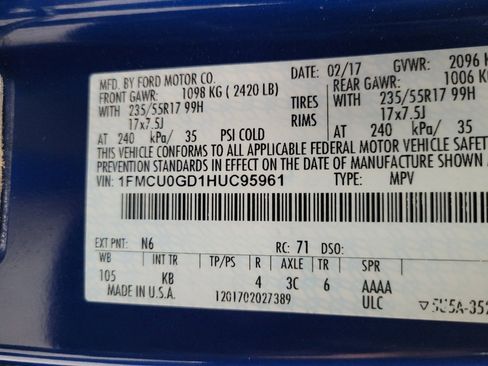 MFD. BY FORD MOTOR CO. DATE: 02/17 GVWR: 2096 K
FRONT GAWR: 1098 KG ( 2420 LB) REAR GAWR: 1006 KG
WITH 235/55R17 99H TIRES WITH 235/55R17 99H
17x7.5J RIMS 17x7.5J
AT 240 kPa/ 35 PSI COLD AT 240 kPa/ 35
THIS VEHICLE CONFORMS TO ALL APPLICABLE FEDERAL MOTOR VEHICLE SAFETY
PREVENTION STANDARDS IN EFFECT ON THE DATE OF MANUFACTURE SHOWN
VIN: 1FMCU0GD1HUC95961 TYPE: MPV
EXT PNT: N6 RC: 71 DSO:
WB INT TR TP/PS R AXLE TR SPR
105 KB 4 3C 6 AAAA
MADE IN U.S.A. 12G1702027389 ULC